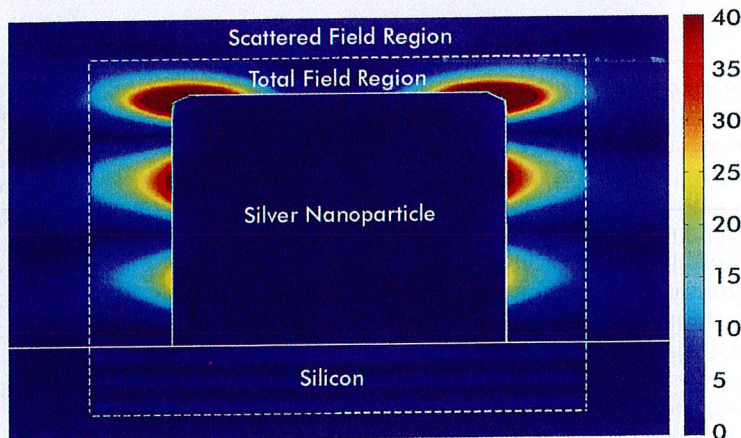 Scattered Field Region
Total Field Region
Silver Nanoparticle
Silicon
40
35
30
25
20
15
10
5
0